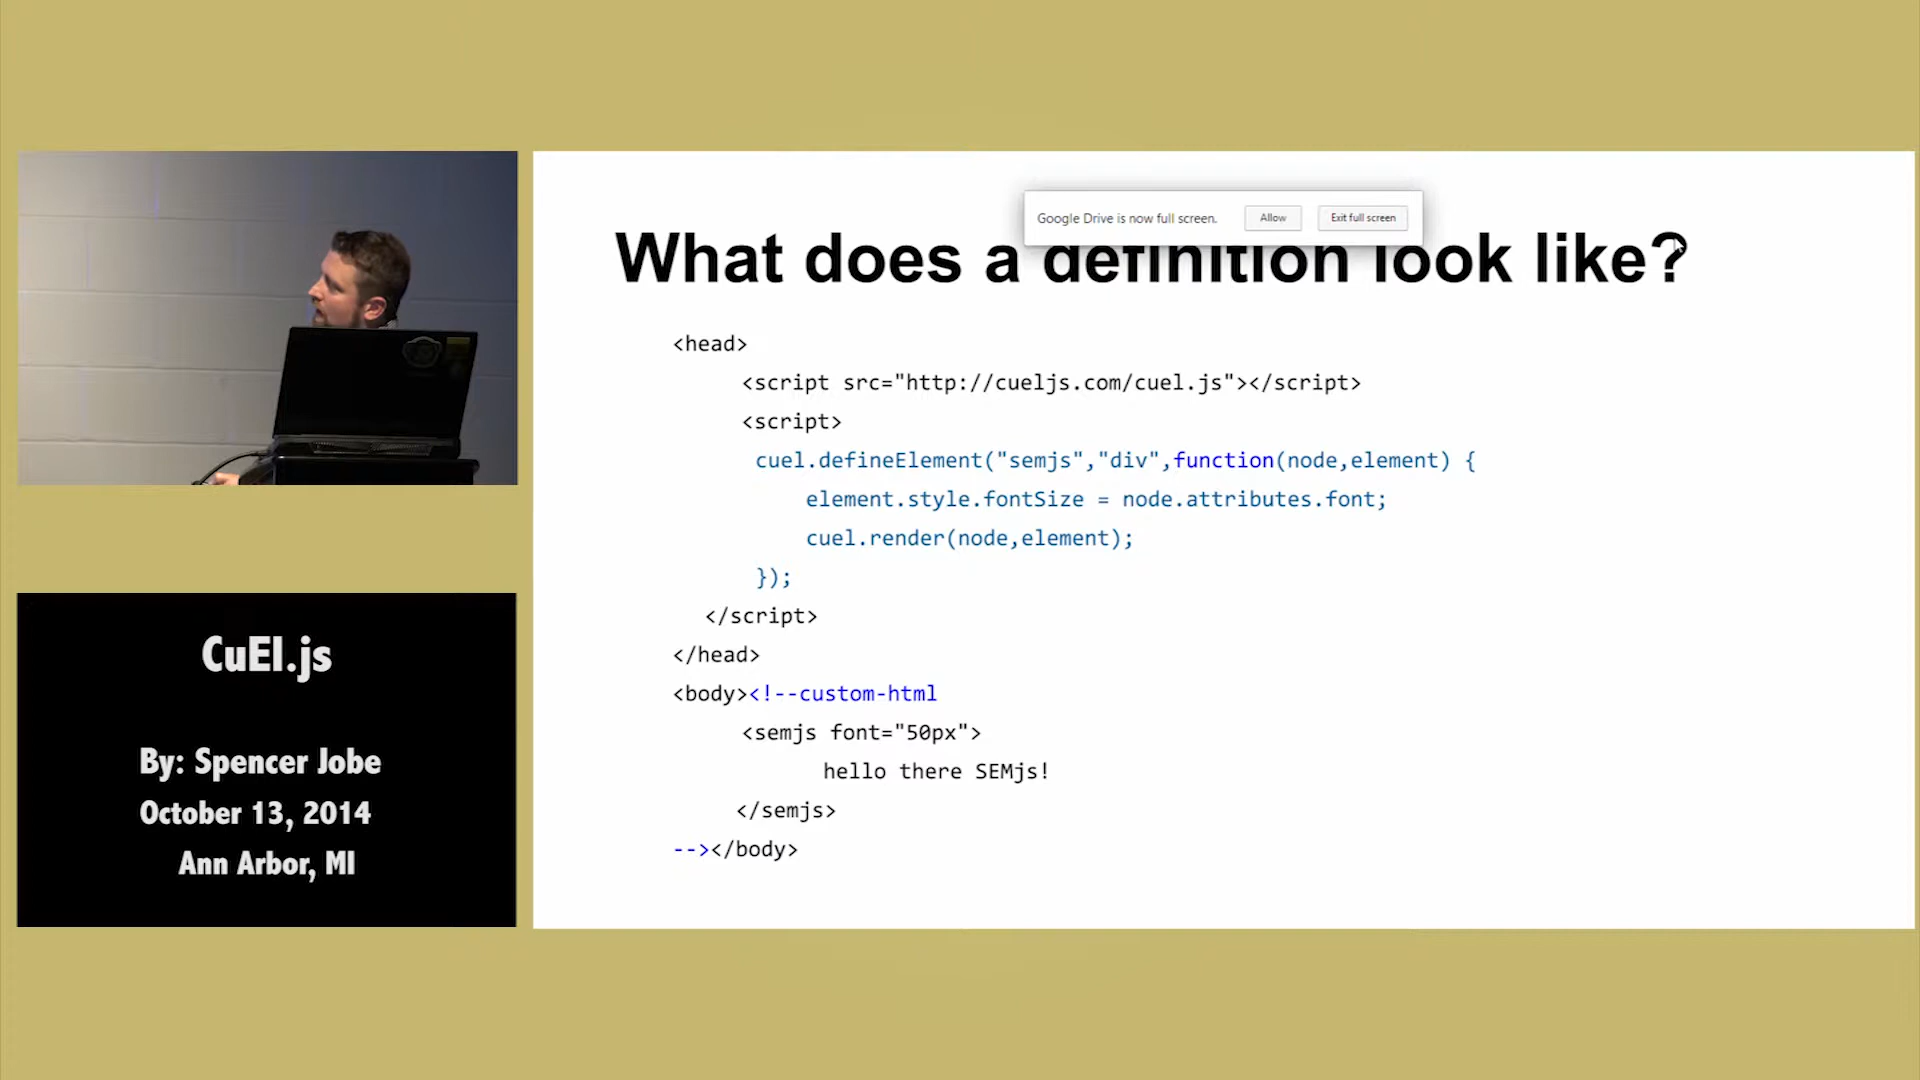 Google Drive is now full screen. Allow Exit full screen
What does a definition look like?
<head>
<script src="http://cueljs.com/cuel.js"></script>
<script>
cuel.defineElement("semjs","div",function(node,element) {
element.style.fontSize = node.attributes.font;
cuel.render(node,element);
});
</script>
</head>
<body><!--custom-html
<semjs font="50px">
hello there SEMjs!
</semjs>
--></body>
CuEl.js
By: Spencer Jobe
October 13, 2014
Ann Arbor, MI